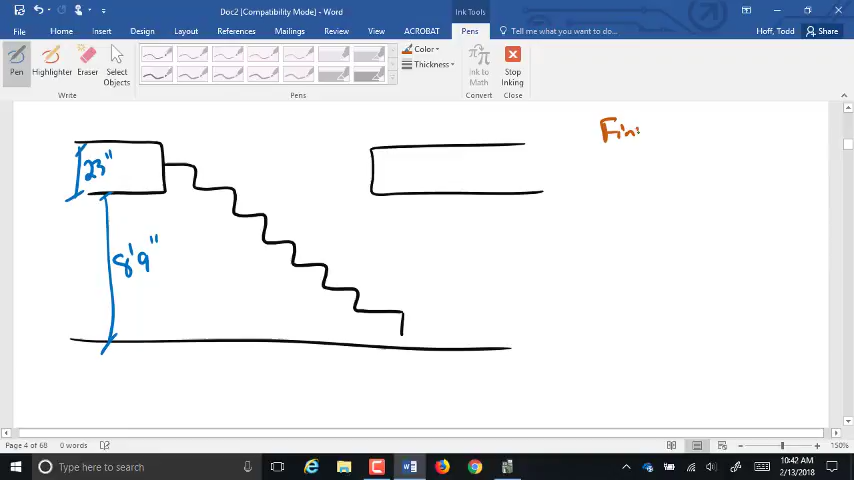 Doc2 [Compatibility Mode] - Word
Ink Tools
Hoff, Todd
File Home Insert Design Layout References Mailings Review View ACROBAT Pens Tell me what you want to do... Share
Pen Highlighter Eraser Select Objects
Color
Thickness
Ink to Math
Stop Inking
Write Pens Convert Close
Fin
23"
8'9"
Page 4 of 68 0 words 150%
Type here to search
10:42 AM
2/13/2018